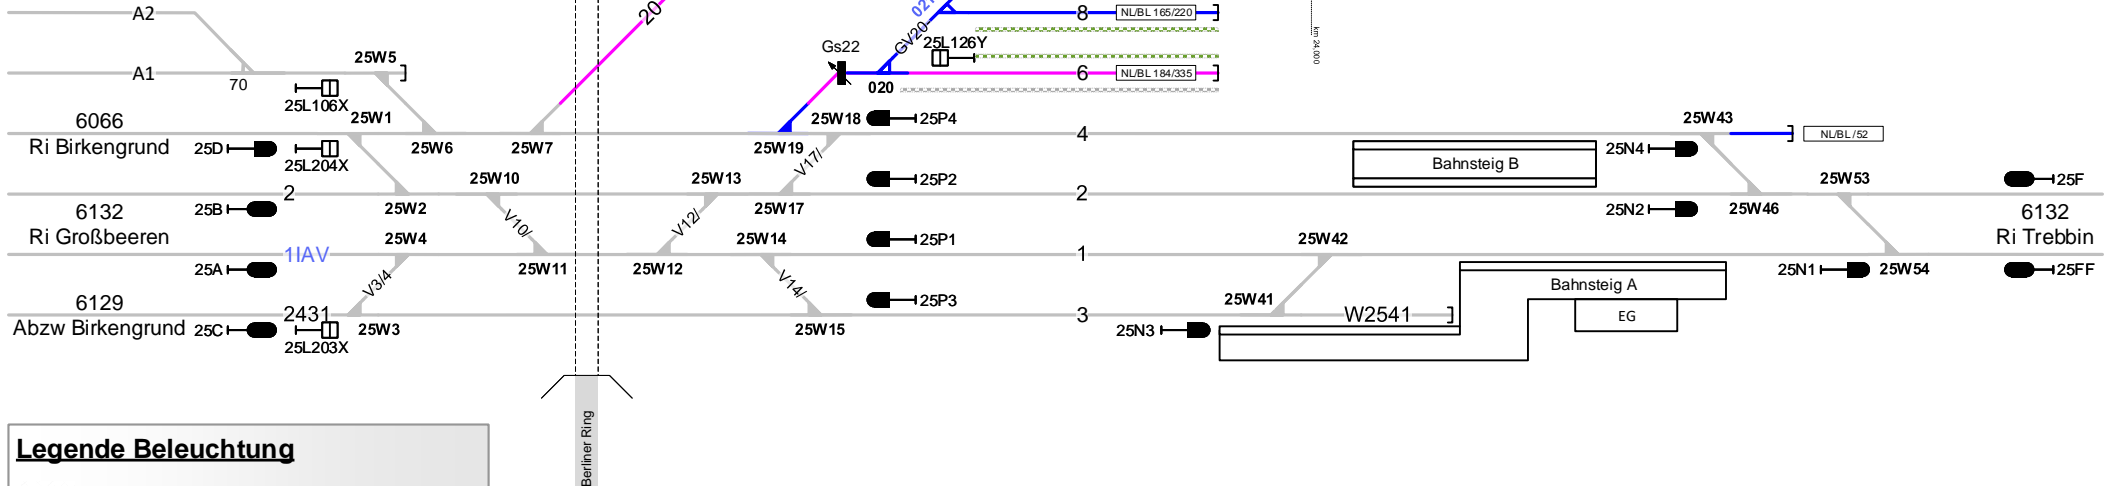 A2
20
021
8
NL/BL 165/220
GV20
25L126Y
km 24,000
Gs22
25W5
A1
70
6
NL/BL 184/335
020
25L106X
6066
Ri Birkengrund
25W1
25W18
25P4
4
25W43
NL/BL /52
25D
25L204X
25W6
25W7
25W19
V17/
Bahnsteig B
25N4
25W10
25W13
25P2
25W53
25F
2
2
6132
Ri Großbeeren
25B
25W2
V10/
V12/
25W17
25N2
25W46
6132
Ri Trebbin
25W4
25W14
25P1
25W42
1IAV
1
25A
25W11
25W12
25N1
25W54
25FF
V3/4
V14/
Bahnsteig A
6129
Abzw Birkengrund
25C
2431
25L203X
25W3
25P3
25W15
3
25W41
W2541
EG
25N3
Berliner Ring
Legende Beleuchtung